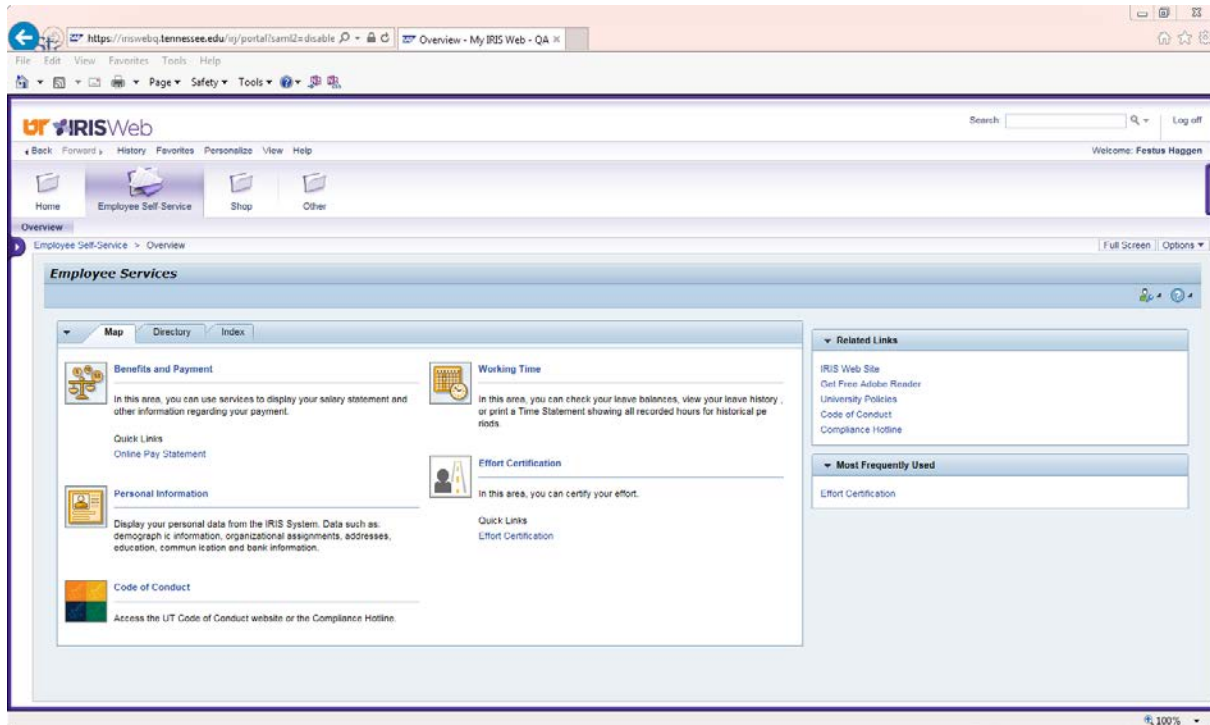 https://iriswebq.tennessee.edu/irj/portal?saml2=disable
Overview - My IRIS Web - QA
File Edit View Favorites Tools Help
Page Safety Tools
UT IRIS Web
Search:
Log off
Back Forward History Favorites Personalize View Help
Welcome: Festus Haggen
Home Employee Self-Service Shop Other
Overview
Employee Self-Service > Overview
Full Screen Options
Employee Services
Map Directory Index
Benefits and Payment
In this area, you can use services to display your salary statement and
other information regarding your payment.
Quick Links
Online Pay Statement
Personal Information
Display your personal data from the IRIS System. Data such as:
demograph ic information, organizational assignments, addresses,
education, commun ication and bank information.
Code of Conduct
Access the UT Code of Conduct website or the Compliance Hotline.
Working Time
In this area, you can check your leave balances, view your leave history ,
or print a Time Statement showing all recorded hours for historical pe
riods.
Effort Certification
In this area, you can certify your effort.
Quick Links
Effort Certification
Related Links
IRIS Web Site
Get Free Adobe Reader
University Policies
Code of Conduct
Compliance Hotline
Most Frequently Used
Effort Certification
100%